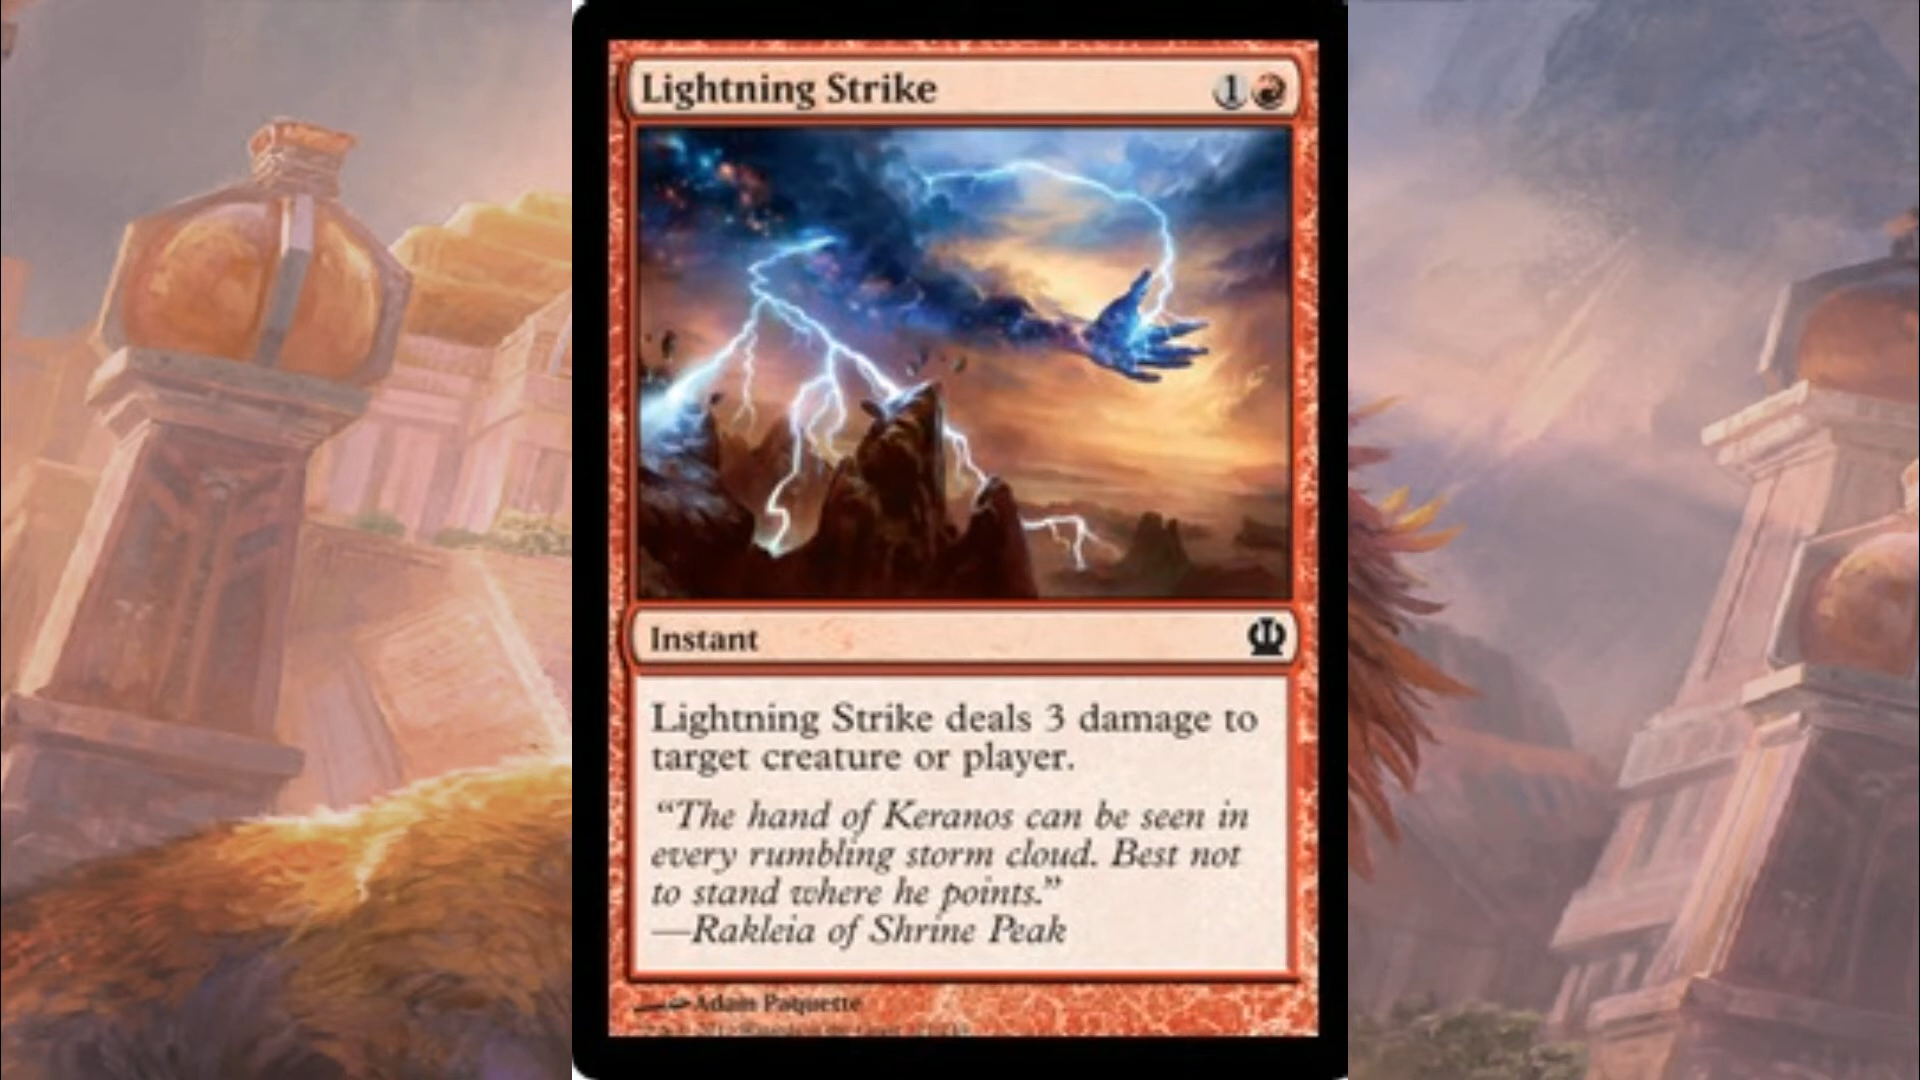 Lightning Strike 1
Instant
Lightning Strike deals 3 damage to
target creature or player.
“The hand of Keranos can be seen in
every rumbling storm cloud. Best not
to stand where he points.”
—Rakleia of Shrine Peak
Adam Paquette